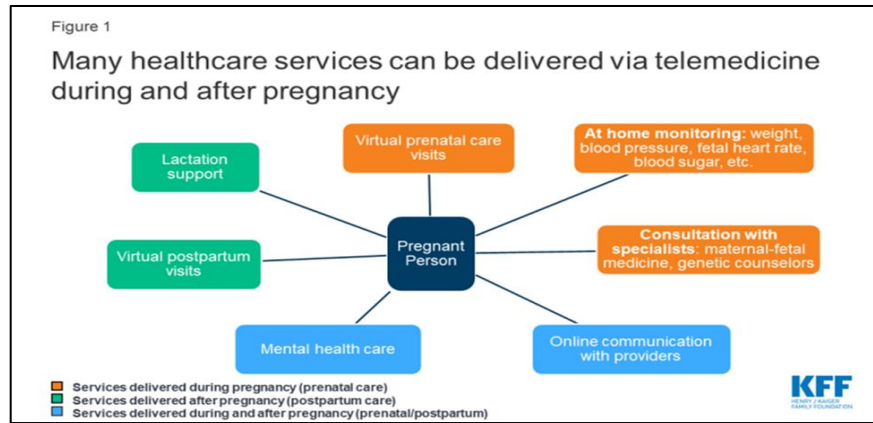 Figure 1
Many healthcare services can be delivered via telemedicine
during and after pregnancy
Lactation
support
Virtual prenatal care
visits
At home monitoring: weight,
blood pressure, fetal heart rate,
blood sugar, etc.
Virtual postpartum
visits
Pregnant
Person
Consultation with
specialists: maternal-fetal
medicine, genetic counselors
Mental health care
Online communication
with providers
Services delivered during pregnancy (prenatal care)
Services delivered after pregnancy (postpartum care)
Services delivered during and after pregnancy (prenatal/postpartum)
KFF
HENRY J KAISER
FAMILY FOUNDATION